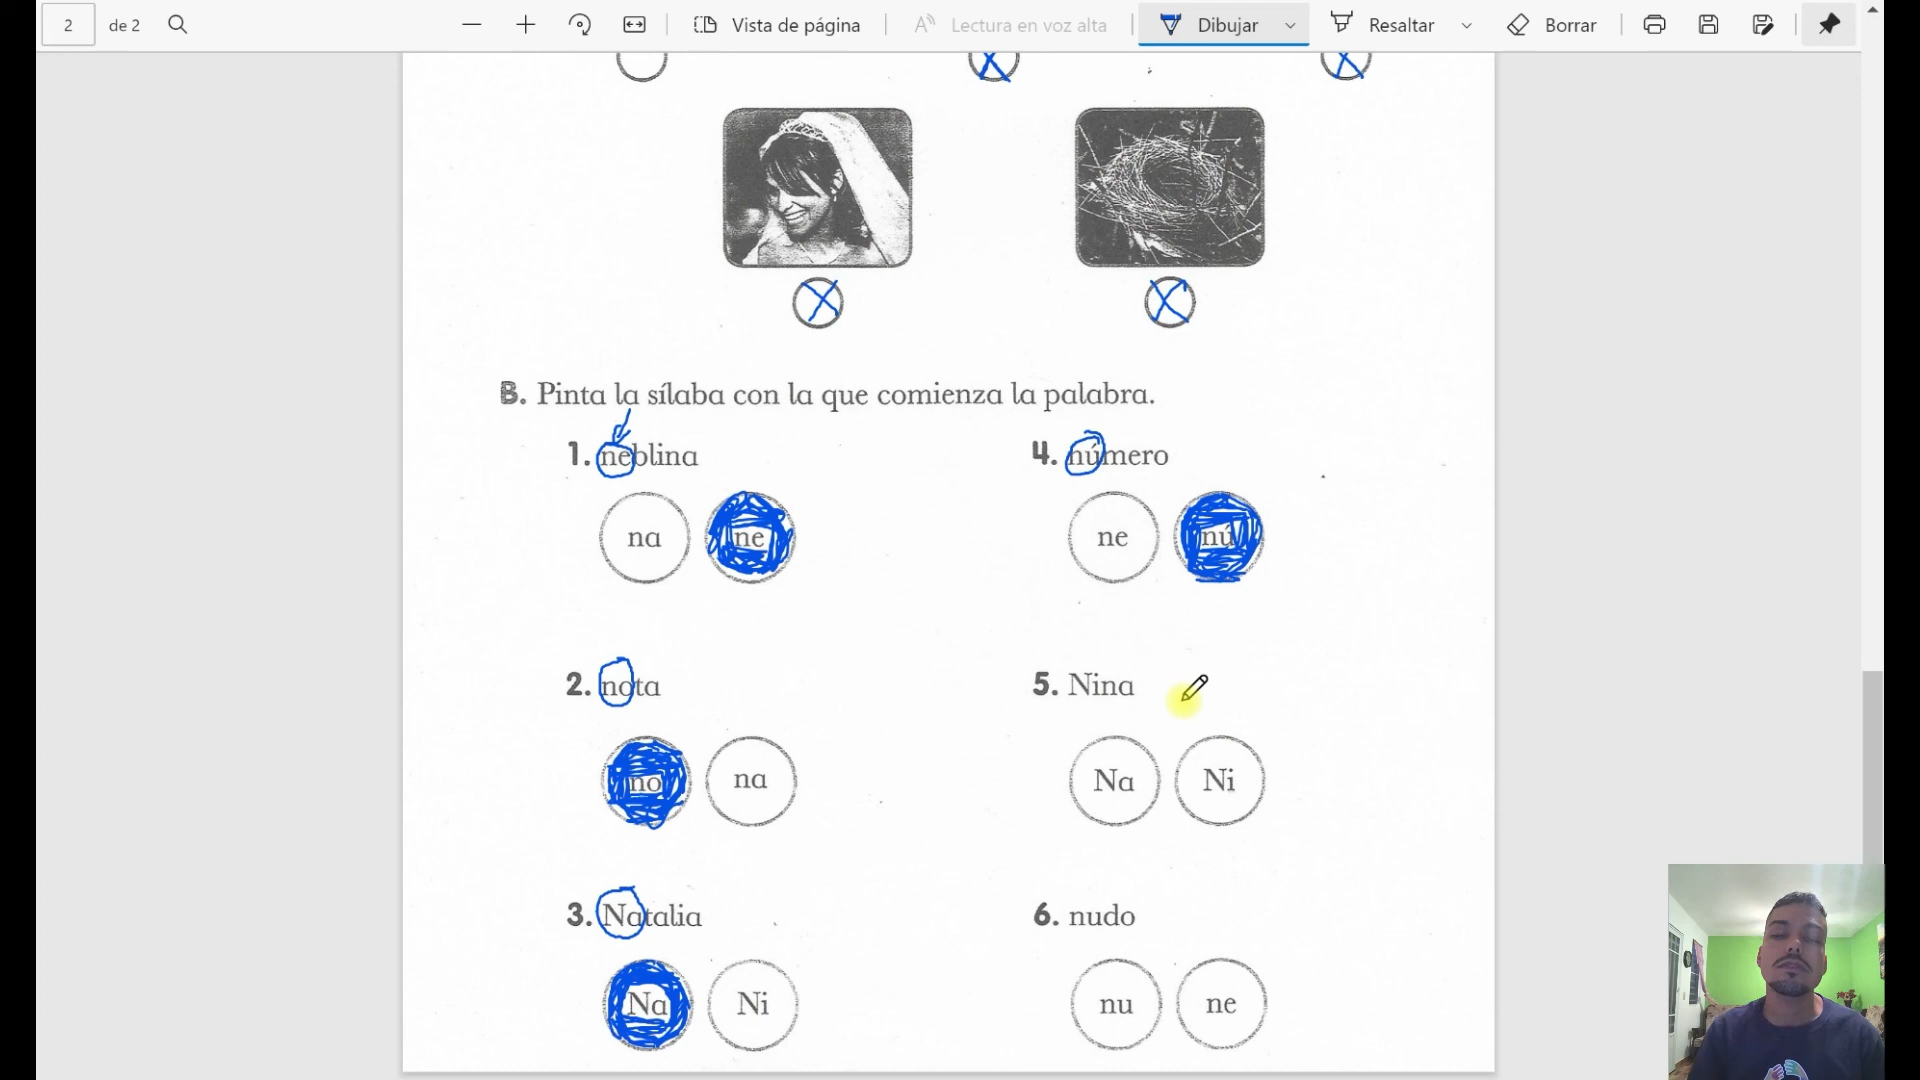 2 de 2 Vista de página Lectura en voz alta Dibujar Resaltar Borrar
B. Pinta la sílaba con la que comienza la palabra.
1. neblina
na ne
2. nota
no na
3. Natalia
Na Ni
4. número
ne nú
5. Nina
Na Ni
6. nudo
nu ne